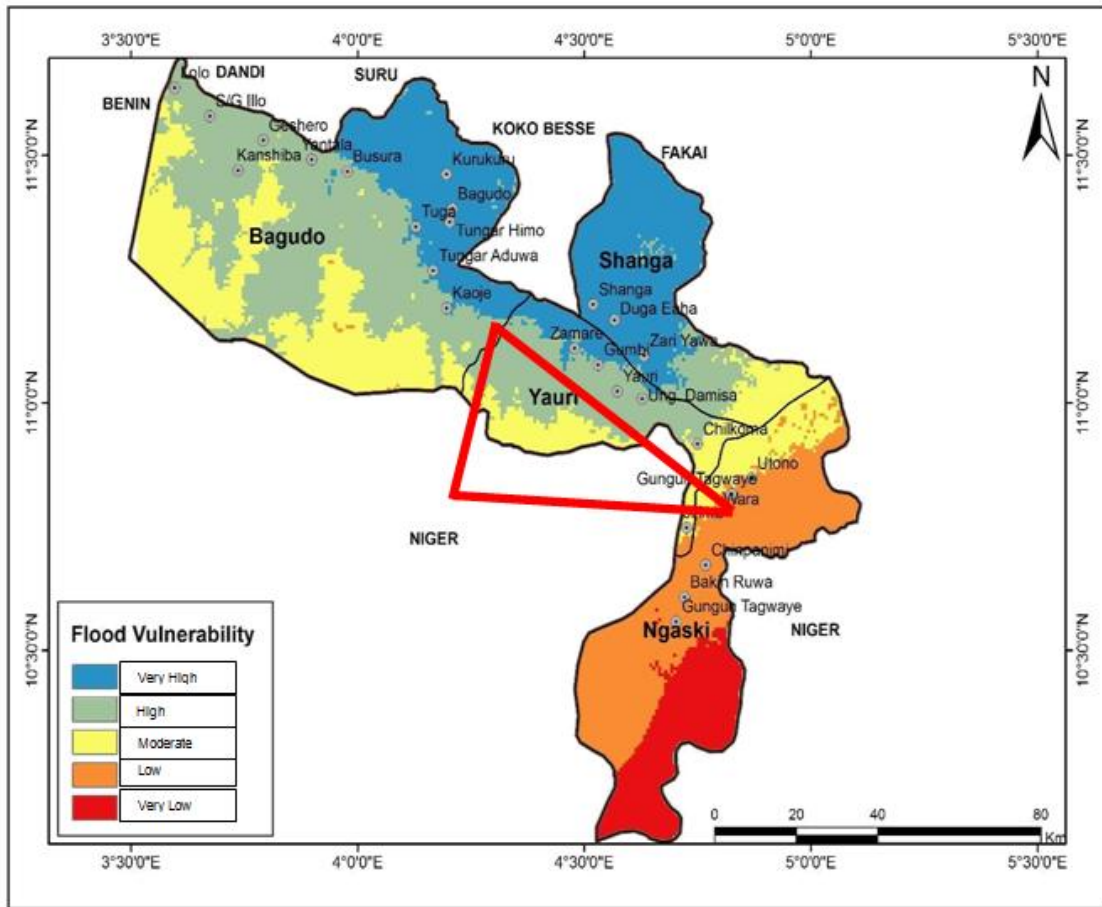 3°30'0"E 4°0'0"E 4°30'0"E 5°0'0"E 5°30'0"E
N
Lolo DANDI SURU
BENIN S/G Illo
KOKO BESSE
Goshero
FAKAI
11°30'0"N 11°30'0"N
Yantala
Kanshiba Busura Kurukuru
Bagudo
Tuga
Tungar Himo
Bagudo
Tungar Aduwa Shanga
Kaoje Shanga
Duga Eaha
Zamare Zari Yawa
Gumbi
Yauri
Yauri Ung. Damisa
11°0'0"N 11°0'0"N
Chilkoma
Utono
Gungun Tagwaye
Wara
NIGER
Chinpanimi
Bakin Ruwa
Gungun Tagwaye
Ngaski NIGER
10°30'0"N 10°30'0"N
Flood Vulnerability
Very High
High
Moderate
Low
Very Low
0 20 40 80
Km
3°30'0"E 4°0'0"E 4°30'0"E 5°0'0"E 5°30'0"E